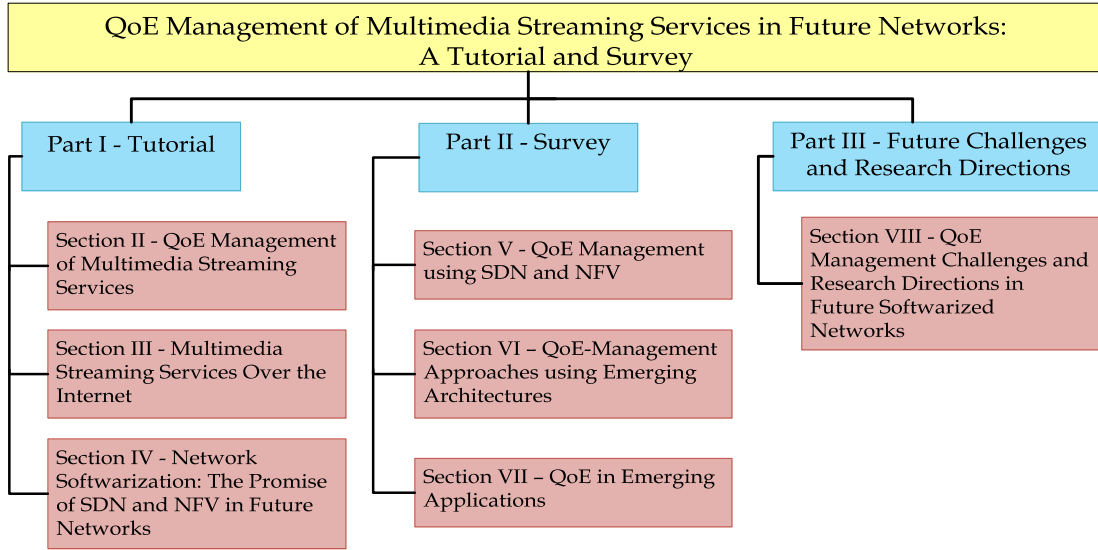 QoE Management of Multimedia Streaming Services in Future Networks:
A Tutorial and Survey
Part I - Tutorial
Section II - QoE Management
of Multimedia Streaming
Services
Section III - Multimedia
Streaming Services Over the
Internet
Section IV - Network
Softwarization: The Promise
of SDN and NFV in Future
Networks
Part II - Survey
Section V - QoE Management
using SDN and NFV
Section VI – QoE-Management
Approaches using Emerging
Architectures
Section VII – QoE in Emerging
Applications
Part III - Future Challenges
and Research Directions
Section VIII - QoE
Management Challenges and
Research Directions in
Future Softwarized
Networks